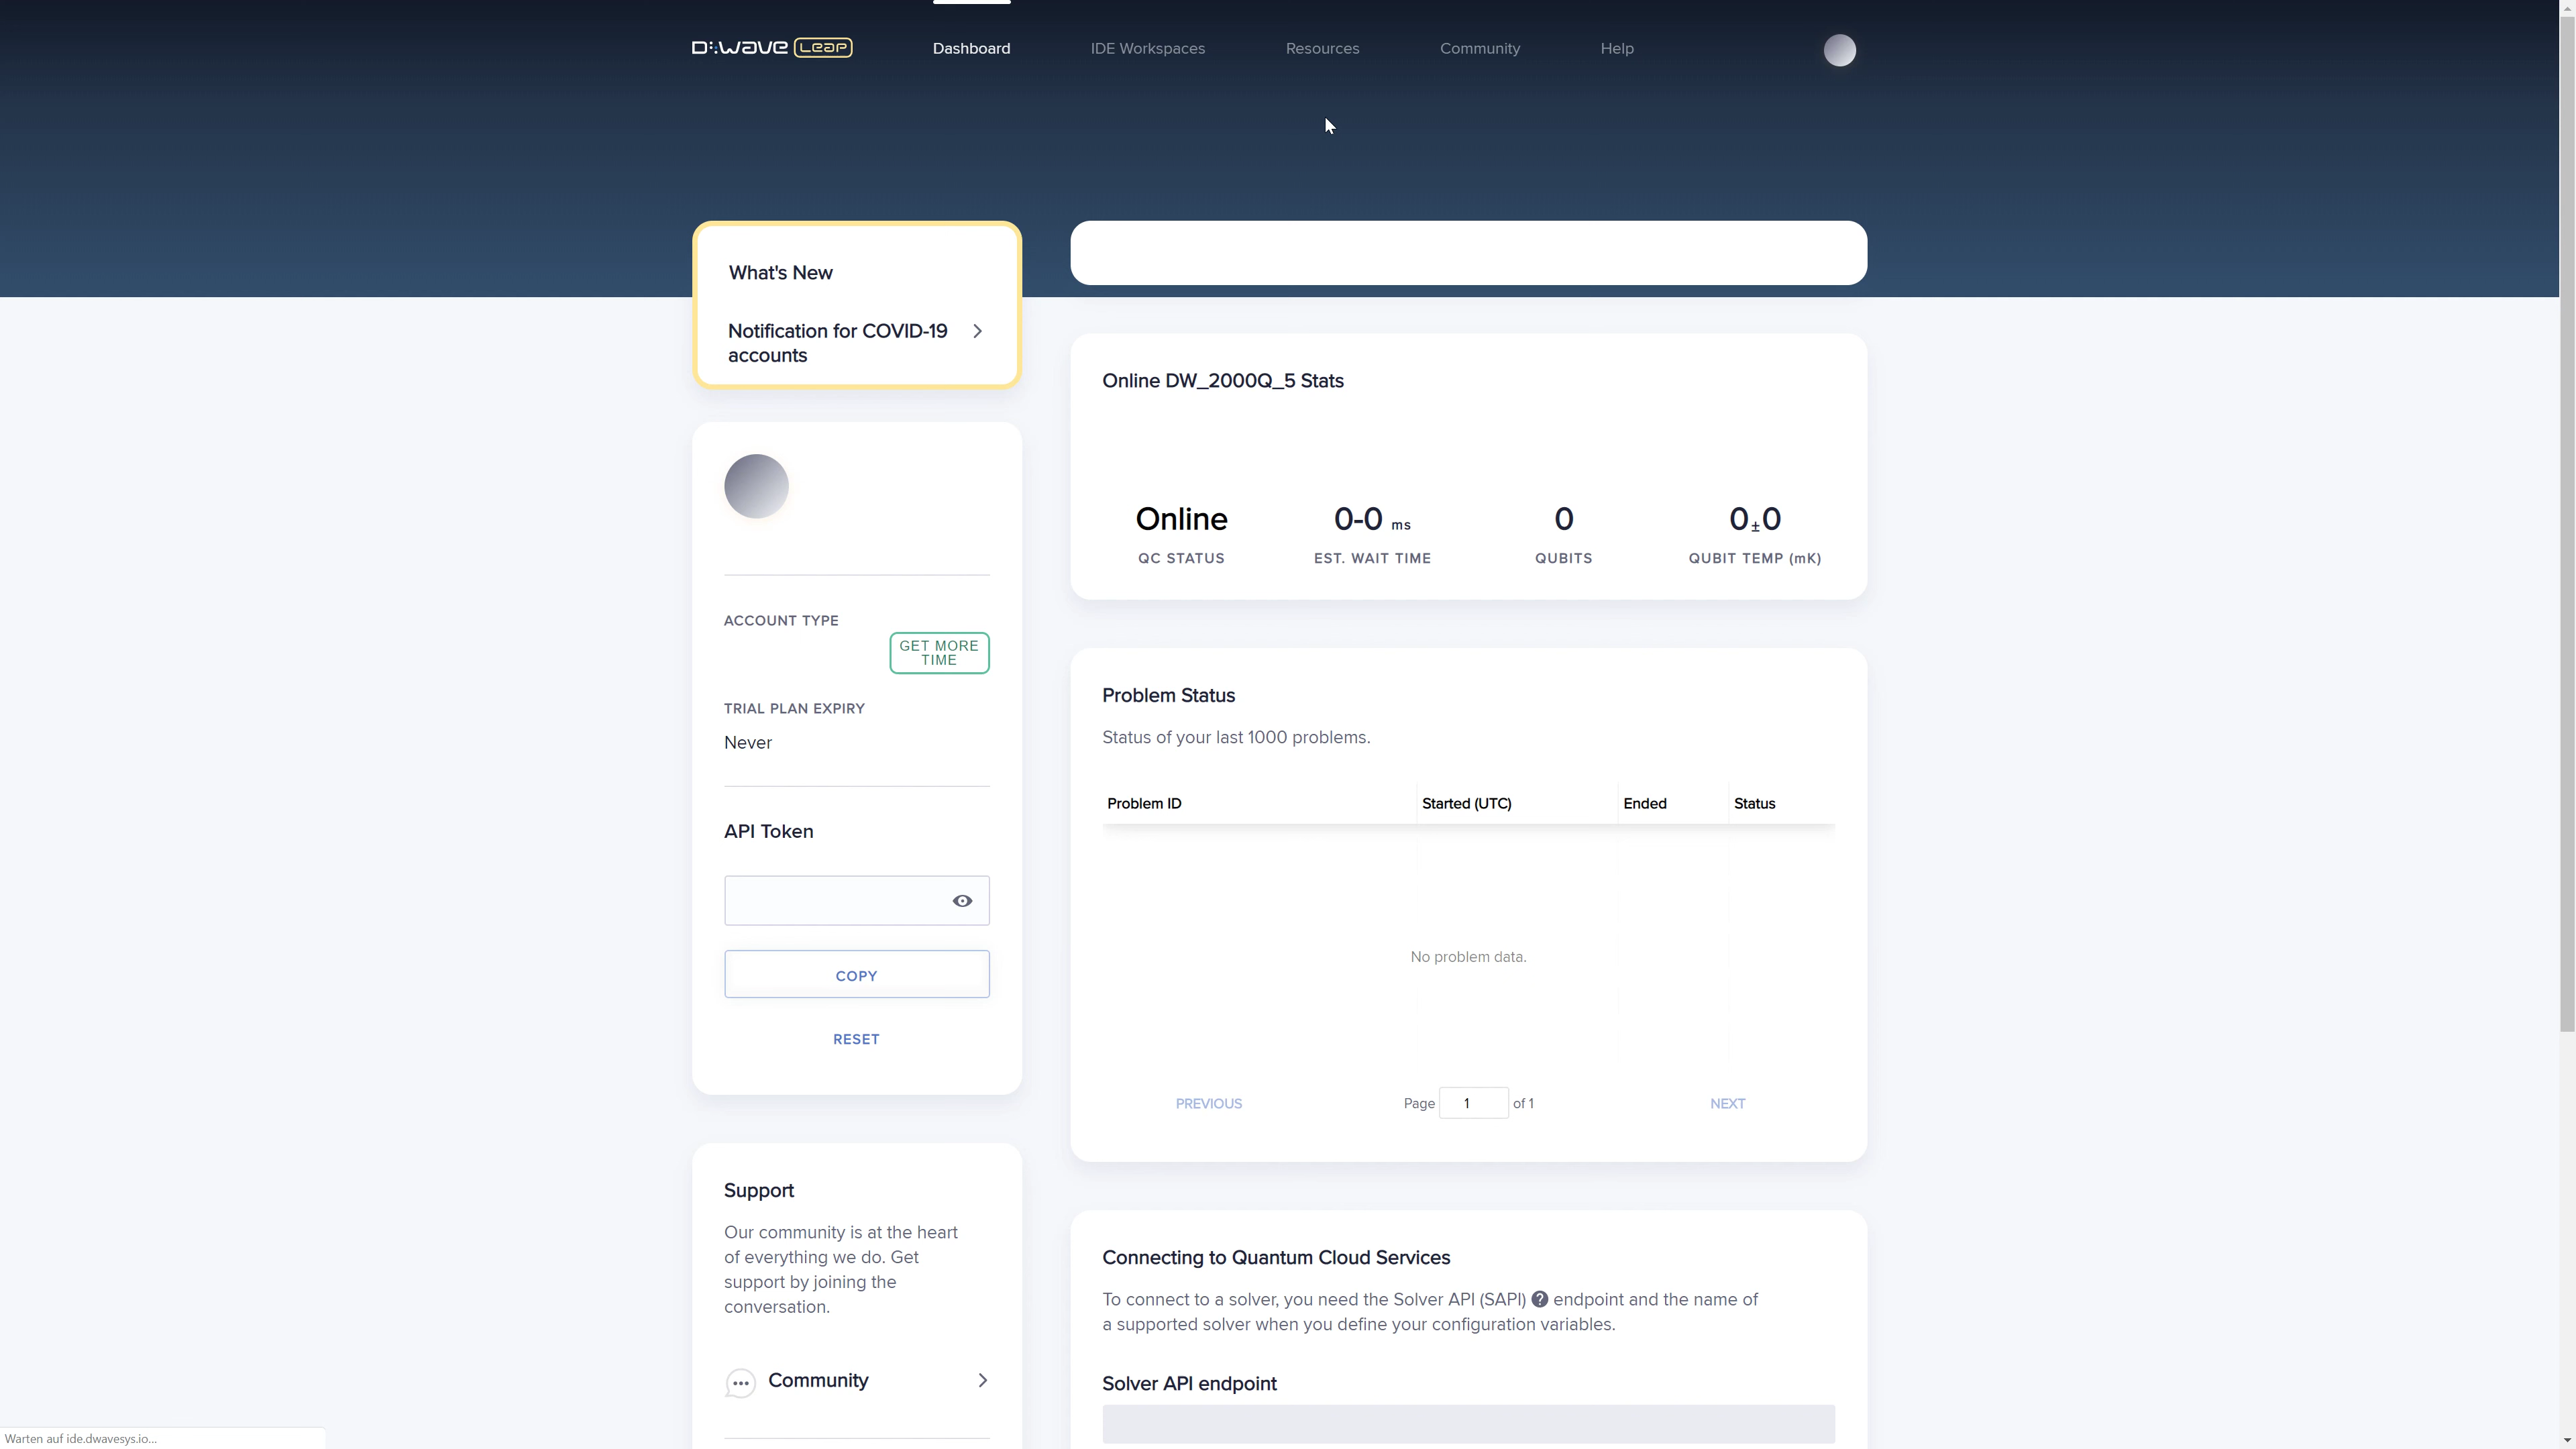 D:wave Leap
Dashboard
IDE Workspaces
Resources
Community
Help
What's New
Notification for COVID-19
accounts
ACCOUNT TYPE
GET MORE
TIME
TRIAL PLAN EXPIRY
Never
API Token
COPY
RESET
Support
Our community is at the heart
of everything we do. Get
support by joining the
conversation.
Community
Online DW_2000Q_5 Stats
Online
QC STATUS
0-0 ms
EST. WAIT TIME
0
QUBITS
0±0
QUBIT TEMP (mK)
Problem Status
Status of your last 1000 problems.
Problem ID
Started (UTC)
Ended
Status
No problem data.
PREVIOUS
Page 1 of 1
NEXT
Connecting to Quantum Cloud Services
To connect to a solver, you need the Solver API (SAPI) ? endpoint and the name of
a supported solver when you define your configuration variables.
Solver API endpoint
Warten auf ide.dwavesys.io...